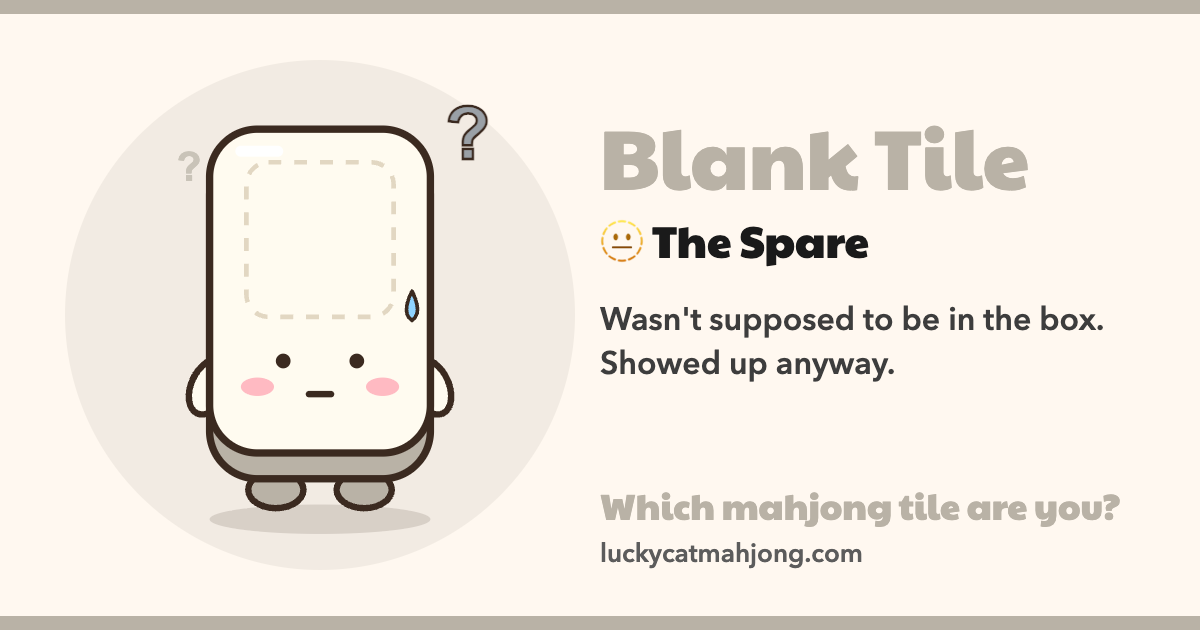 ?
?
Blank Tile
The Spare
Wasn't supposed to be in the box.
Showed up anyway.
Which mahjong tile are you?
luckycatmahjong.com